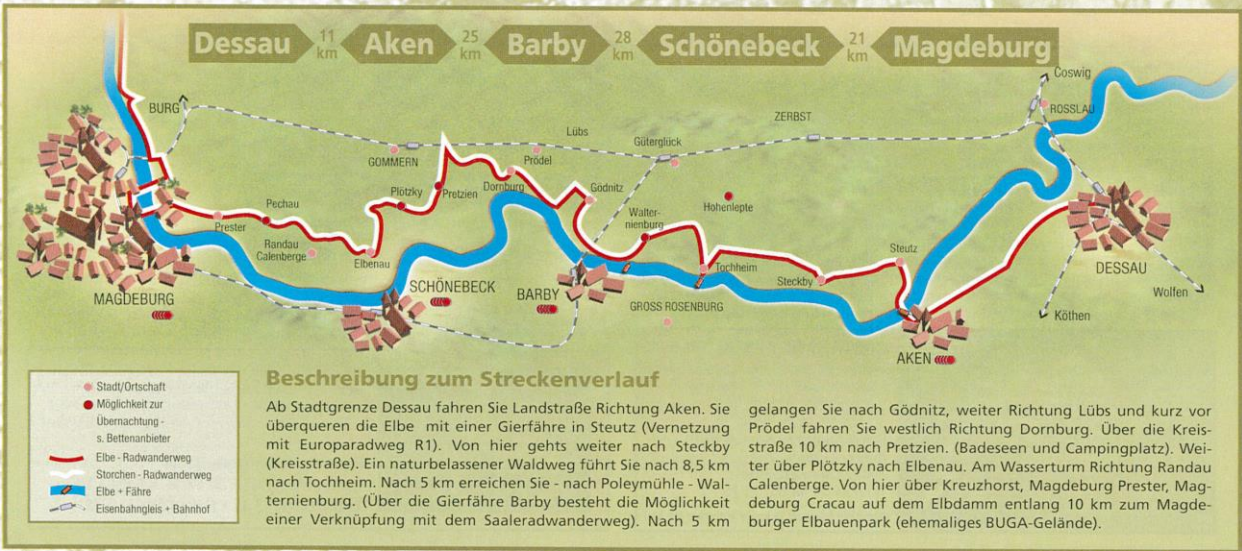 Dessau 11 km Aken 25 km Barby 28 km Schönebeck 21 km Magdeburg
Coswig
BURG
ROSSLAU
ZERBST
Lübs
Güterglück
GOMMERN
Prödel
Plötzky
Pretzien
Dornburg
Gödnitz
Hohenlepte
Pechau
Prester
Walter-
nienburg
Randau
Calenberge
Elbenau
Steutz
Tochheim
Steckby
DESSAU
SCHÖNEBECK
BARBY
MAGDEBURG
GROSS ROSENBURG
Wolfen
Köthen
AKEN
Stadt/Ortschaft
Möglichkeit zur
Übernachtung -
s. Bettenanbieter
Elbe - Radwanderweg
Storchen - Radwanderweg
Elbe + Fähre
Eisenbahngleis + Bahnhof
Beschreibung zum Streckenverlauf
Ab Stadtgrenze Dessau fahren Sie Landstraße Richtung Aken. Sie
überqueren die Elbe mit einer Gierfähre in Steutz (Vernetzung
mit Europaradweg R1). Von hier gehts weiter nach Steckby
(Kreisstraße). Ein naturbelassener Waldweg führt Sie nach 8,5 km
nach Tochheim. Nach 5 km erreichen Sie - nach Poleymühle - Wal-
ternienburg. (Über die Gierfähre Barby besteht die Möglichkeit
einer Verknüpfung mit dem Saaleradwanderweg). Nach 5 km
gelangen Sie nach Gödnitz, weiter Richtung Lübs und kurz vor
Prödel fahren Sie westlich Richtung Dornburg. Über die Kreis-
straße 10 km nach Pretzien. (Badeseen und Campingplatz). Wei-
ter über Plötzky nach Elbenau. Am Wasserturm Richtung Randau
Calenberge. Von hier über Kreuzhorst, Magdeburg Prester, Mag-
deburg Cracau auf dem Elbdamm entlang 10 km zum Magde-
burger Elbauenpark (ehemaliges BUGA-Gelände).